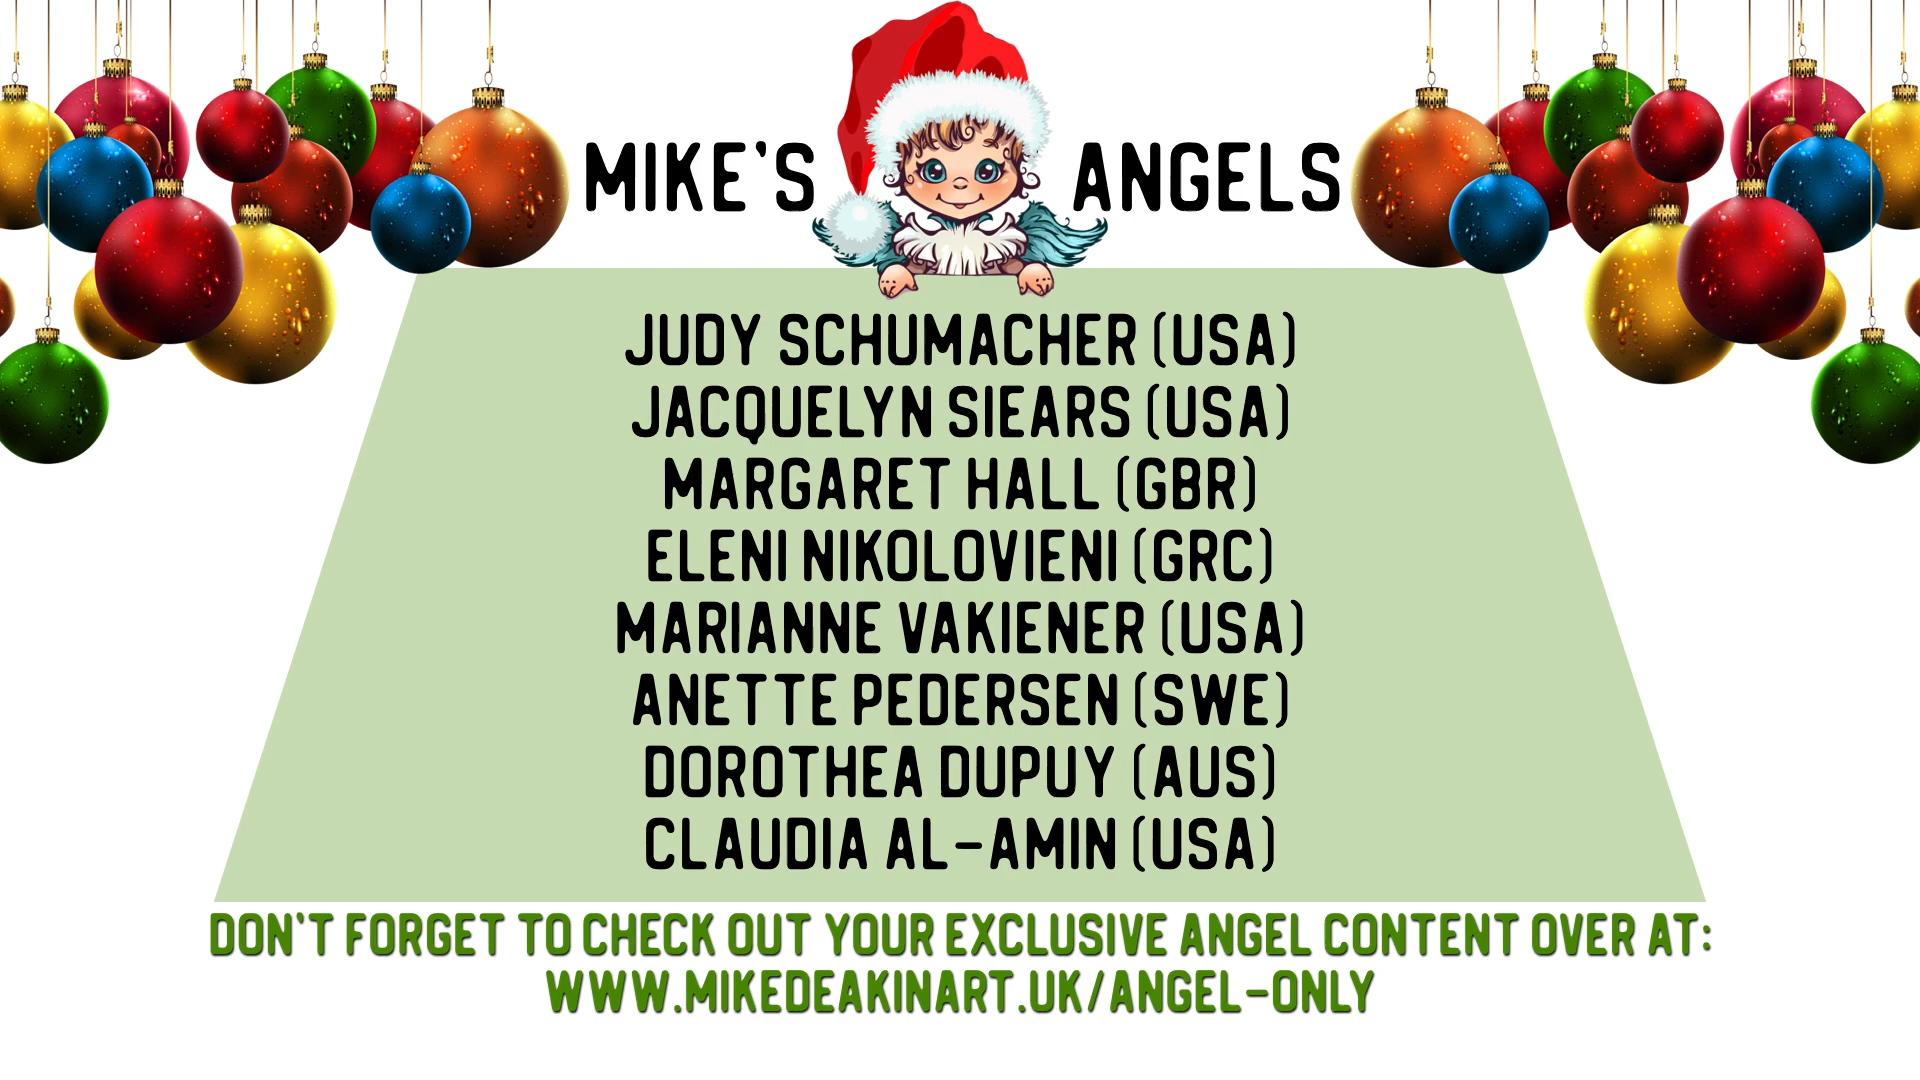 MIKE'S ANGELS
JUDY SCHUMACHER (USA)
JACQUELYN SIEARS (USA)
MARGARET HALL (GBR)
ELENI NIKOLOVIENI (GRC)
MARIANNE VAKIENER (USA)
ANETTE PEDERSEN (SWE)
DOROTHEA DUPUY (AUS)
CLAUDIA AL-AMIN (USA)
DON'T FORGET TO CHECK OUT YOUR EXCLUSIVE ANGEL CONTENT OVER AT:
WWW.MIKEDEAKINART.UK/ANGEL-ONLY